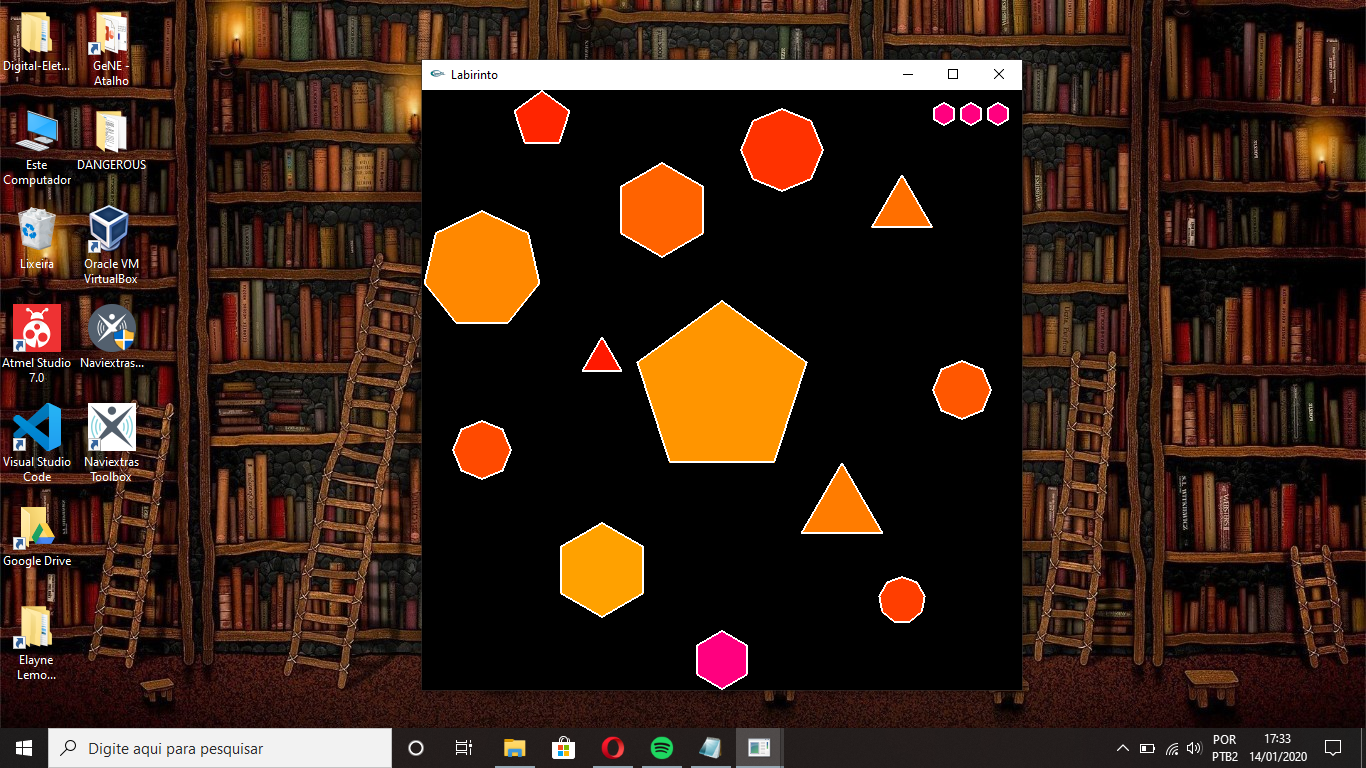 Digital-Elet...
GeNE -
Atalho
Este
Computador
DANGEROUS
Lixeira
Oracle VM
VirtualBox
Atmel Studio
7.0
Naviextras...
Visual Studio
Code
Naviextras
Toolbox
Google Drive
Elayne
Lemo...
Labirinto
Digite aqui para pesquisar
POR
PTB2
17:33
14/01/2020